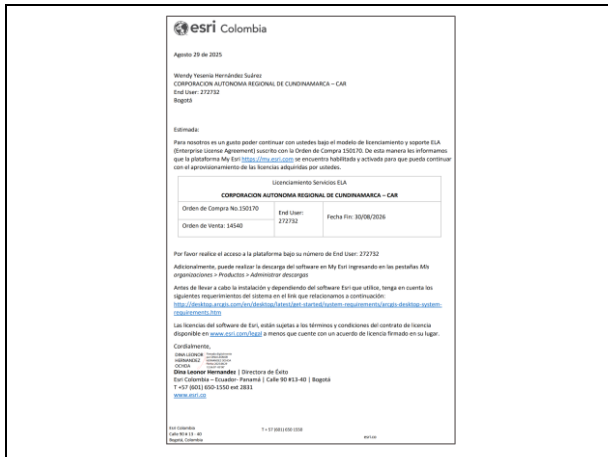 esri Colombia
Agosto 29 de 2025
Wendy Yesenia Hernández Suárez
CORPORACION AUTONOMA REGIONAL DE CUNDINAMARCA – CAR
End User: 272732
Bogotá
Estimada:
Para nosotros es un gusto poder continuar con ustedes bajo el modelo de licenciamiento y soporte ELA
(Enterprise License Agreement) suscrito con la Orden de Compra 150170. De esta manera les informamos
que la plataforma My Esri https://my.esri.com se encuentra habilitada y activada para que pueda continuar
con el aprovisionamiento de las licencias adquiridas por ustedes.
Licenciamiento Servicios ELA
CORPORACION AUTONOMA REGIONAL DE CUNDINAMARCA – CAR
Orden de Compra No.150170
End User:
272732
Fecha Fin: 30/08/2026
Orden de Venta: 14540
Por favor realice el acceso a la plataforma bajo su número de End User: 272732
Adicionalmente, puede realizar la descarga del software en My Esri ingresando en las pestañas Mis
organizaciones > Productos > Administrar descargas
Antes de llevar a cabo la instalación y dependiendo del software Esri que utilice, tenga en cuenta los
siguientes requerimientos del sistema en el link que relacionamos a continuación:
http://desktop.arcgis.com/en/desktop/latest/get-started/system-requirements/arcgis-desktop-system-
requirements.htm
Las licencias del software de Esri, están sujetas a los términos y condiciones del contrato de licencia
disponible en www.esri.com/legal a menos que cuente con un acuerdo de licencia firmado en su lugar.
Cordialmente,
DINA LEONOR
HERNANDEZ
OCHOA
Dina Leonor Hernandez | Directora de Éxito
Esri Colombia – Ecuador- Panamá | Calle 90 #13-40 | Bogotá
T +57 (601) 650-1550 ext 2831
www.esri.co
Esri Colombia
Calle 90 # 13 - 40
Bogotá, Colombia
T + 57 (601) 650 1550